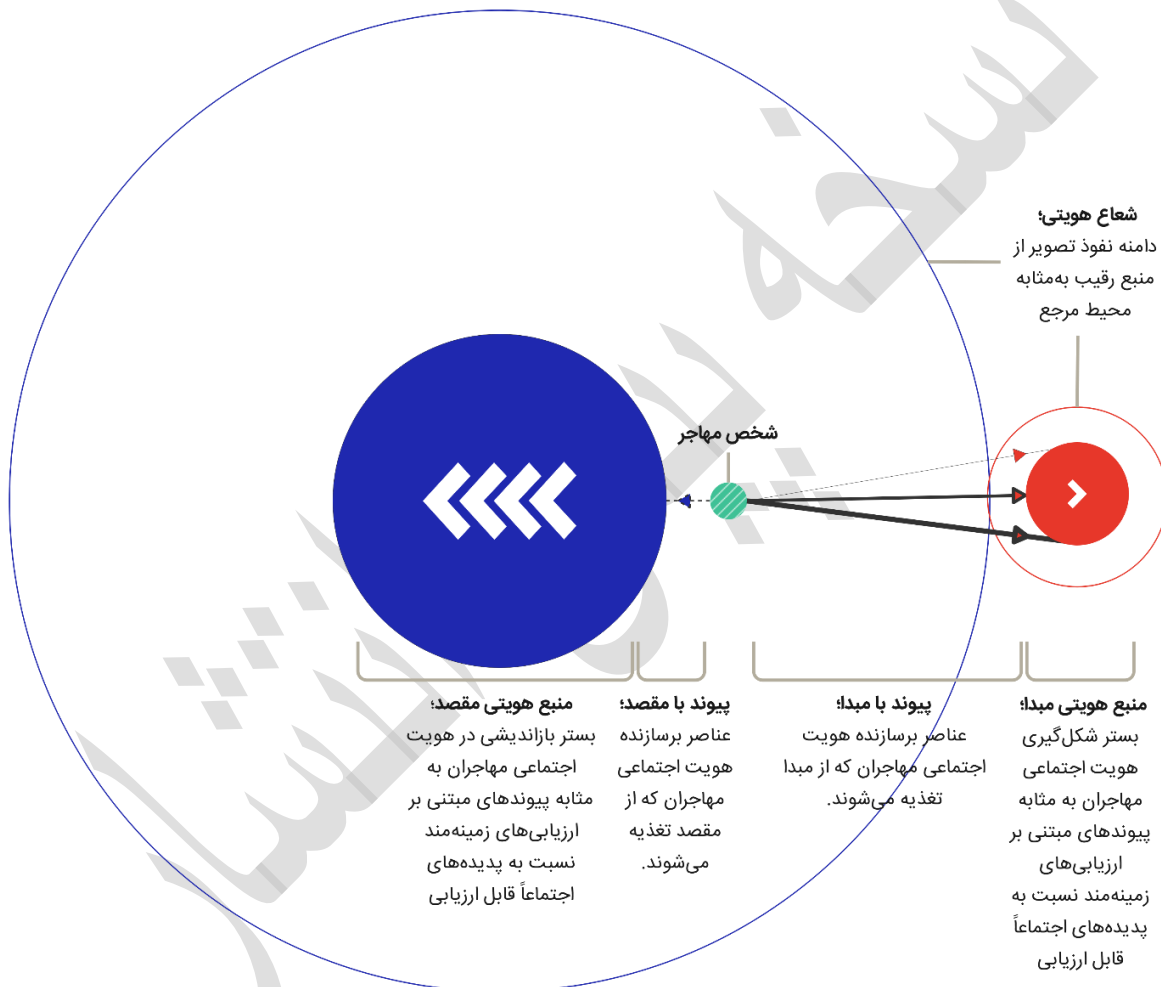 شعاع هویتی؛
دامنه نفوذ تصویر از
منبع رقیب به‌مثابه
محیط مرجع
شخص مهاجر
منبع هویتی مبدا؛
بستر شکل‌گیری
هویت اجتماعی
مهاجران به مثابه
پیوندهای مبتنی بر
ارزیابی‌های
زمینه‌مند نسبت به
پدیده‌های اجتماعاً
قابل ارزیابی
پیوند با مبدا؛
عناصر برسازنده هویت
اجتماعی مهاجران که از مبدا
تغذیه می‌شوند.
پیوند با مقصد؛
عناصر برسازنده
هویت اجتماعی
مهاجران که از
مقصد تغذیه
می‌شوند.
منبع هویتی مقصد؛
بستر بازاندیشی در هویت
اجتماعی مهاجران به
مثابه پیوندهای مبتنی بر
ارزیابی‌های زمینه‌مند
نسبت به پدیده‌های
اجتماعاً قابل ارزیابی